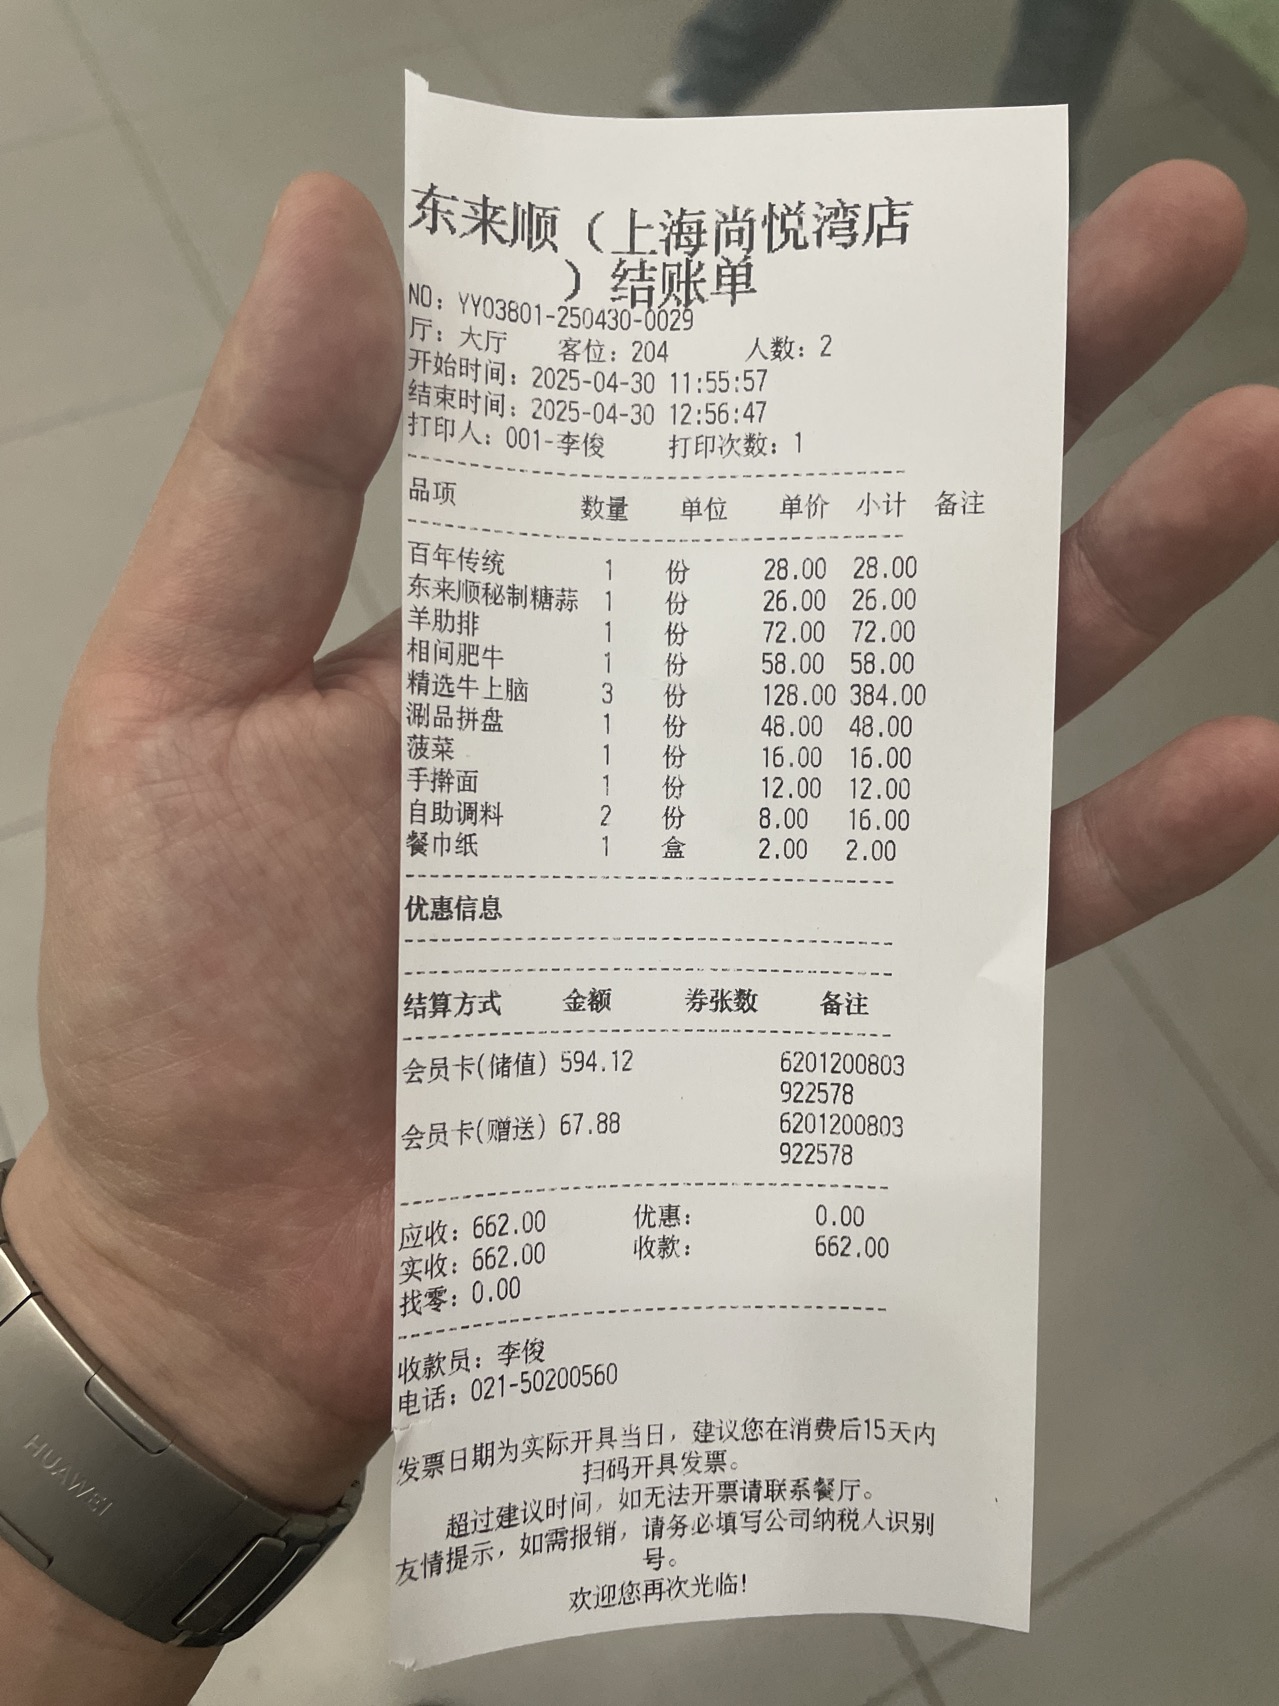 东来顺（上海尚悦湾店
）结账单
NO: YY03801-250430-0029
厅: 大厅 客位: 204 人数: 2
开始时间: 2025-04-30 11:55:57
结束时间: 2025-04-30 12:56:47
打印人: 001-李俊 打印次数: 1
品项 数量 单位 单价 小计 备注
百年传统 1 份 28.00 28.00
东来顺秘制糖蒜 1 份 26.00 26.00
羊肋排 1 份 72.00 72.00
相间肥牛 1 份 58.00 58.00
精选牛上脑 3 份 128.00 384.00
涮品拼盘 1 份 48.00 48.00
菠菜 1 份 16.00 16.00
手擀面 1 份 12.00 12.00
自助调料 2 份 8.00 16.00
餐巾纸 1 盒 2.00 2.00
优惠信息
结算方式 金额 券张数 备注
会员卡(储值) 594.12 6201200803
922578
会员卡(赠送) 67.88 6201200803
922578
应收: 662.00 优惠: 0.00
实收: 662.00 收款: 662.00
找零: 0.00
收款员: 李俊
电话: 021-50200560
发票日期为实际开具当日，建议您在消费后15天内
扫码开具发票。
超过建议时间，如无法开票请联系餐厅。
友情提示，如需报销，请务必填写公司纳税人识别
号。
欢迎您再次光临!
HUAWEI